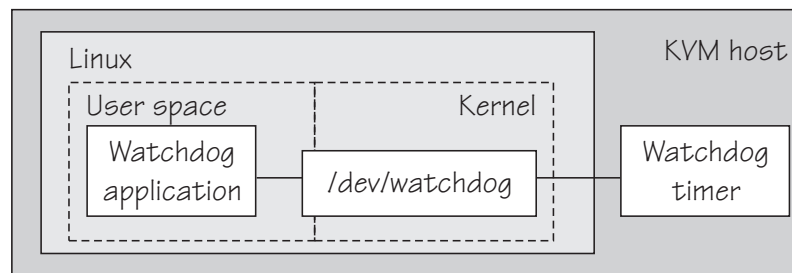 KVM host
Linux
User space
Kernel
Watchdog
application
/dev/watchdog
Watchdog
timer